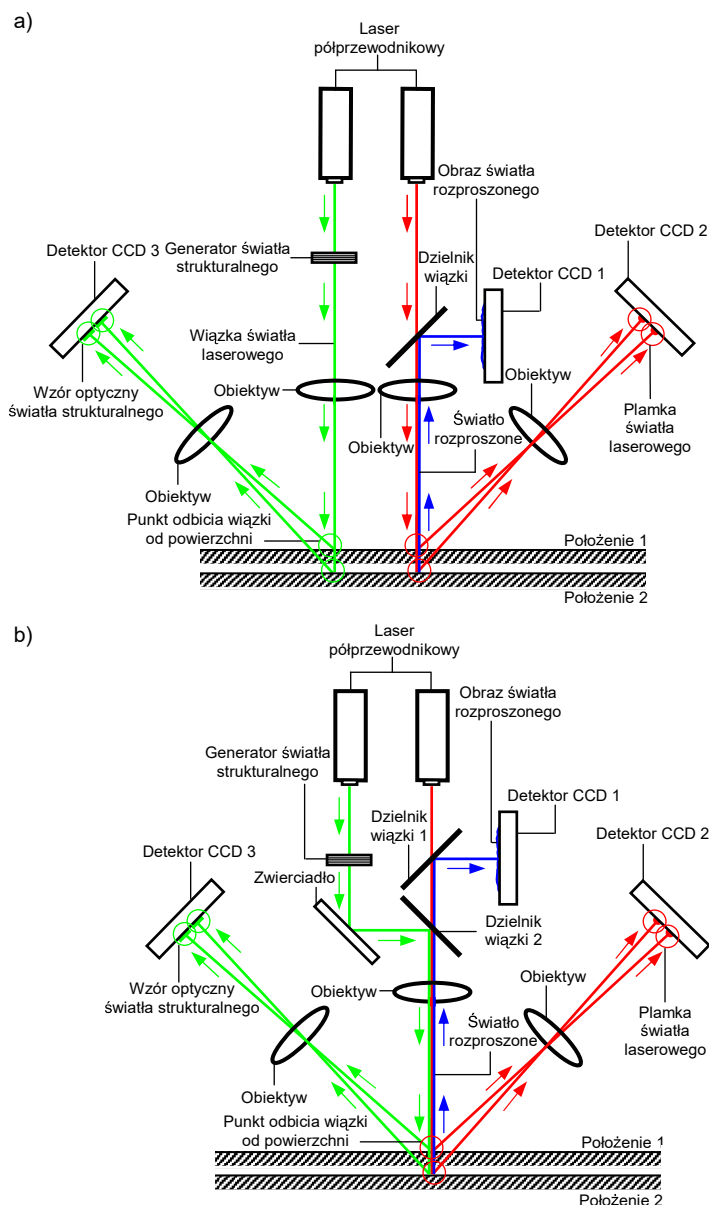 a)
Laser
półprzewodnikowy
Obraz światła
rozproszonego
Detektor CCD 3
Generator światła
strukturalnego
Dzielnik
wiązki
Detektor CCD 2
Detektor CCD 1
Wiązka światła
laserowego
Wzór optyczny
światła strukturalnego
Obiektyw
Obiektyw
Obiektyw
Światło
rozproszone
Plamka
światła
laserowego
Obiektyw
Punkt odbicia wiązki
od powierzchni
Położenie 1
Położenie 2
b)
Laser
półprzewodnikowy
Obraz światła
rozproszonego
Generator światła
strukturalnego
Dzielnik
wiązki 1
Detektor CCD 1
Detektor CCD 3
Detektor CCD 2
Zwierciadło
Dzielnik
wiązki 2
Wzór optyczny
światła strukturalnego
Obiektyw
Obiektyw
Światło
rozproszone
Plamka
światła
laserowego
Obiektyw
Punkt odbicia wiązki
od powierzchni
Położenie 1
Położenie 2